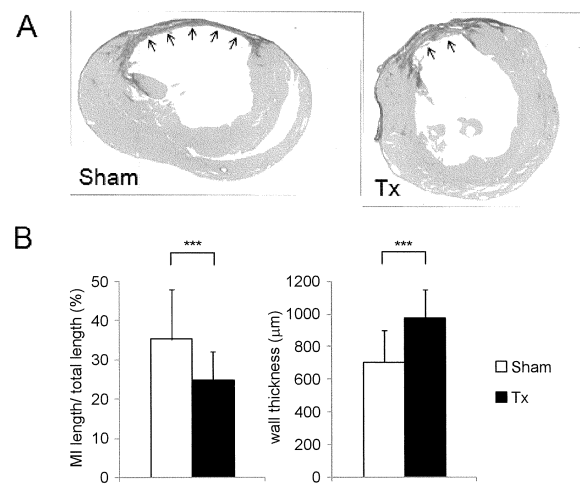 A
Sham
Tx
B
***
MI length/ total length (%)
50
40
30
20
10
0
***
wall thickness (μm)
1200
1000
800
600
400
200
0
Sham
Tx